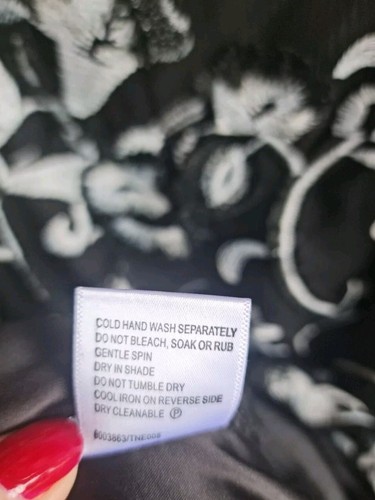 COLD HAND WASH SEPARATELY
DO NOT BLEACH, SOAK OR RUB
GENTLE SPIN
DRY IN SHADE
DO NOT TUMBLE DRY
COOL IRON ON REVERSE SIDE
DRY CLEANABLE Ⓟ